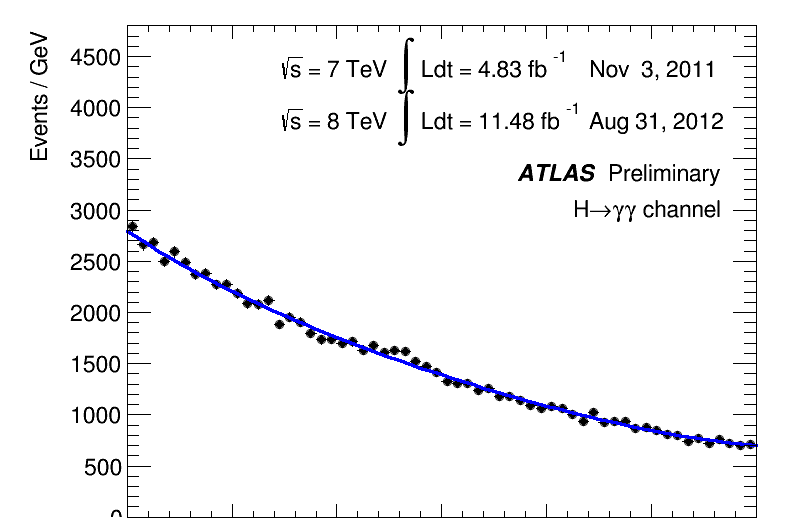 Events / GeV
4500
4000
3500
3000
2500
2000
1500
1000
500
0
√s = 7 TeV ∫ Ldt = 4.83 fb⁻¹ Nov 3, 2011
√s = 8 TeV ∫ Ldt = 11.48 fb⁻¹ Aug 31, 2012
ATLAS Preliminary
H→γγ channel